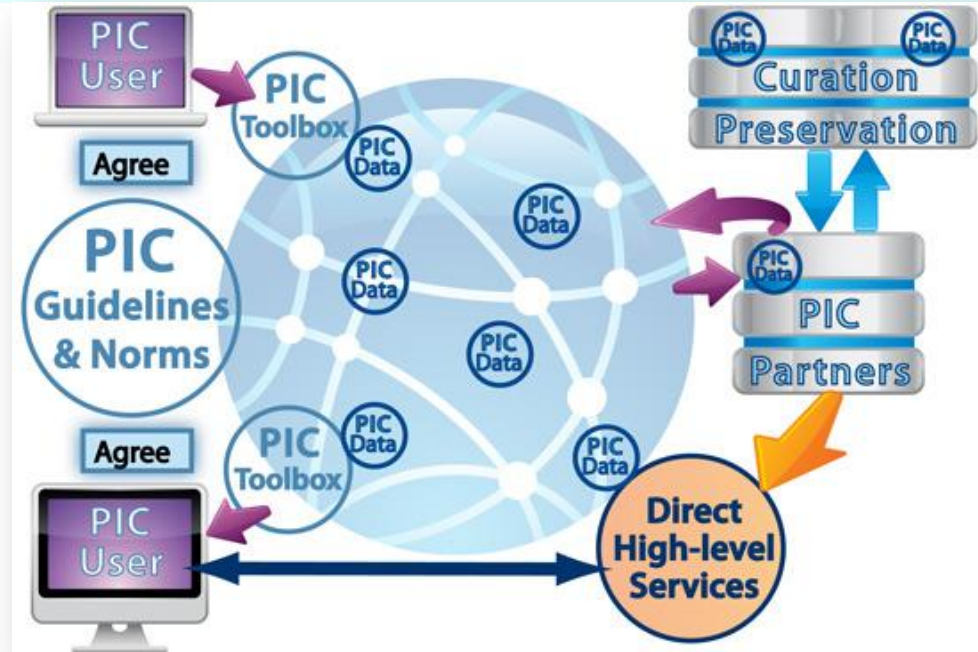 PIC
User
PIC
Toolbox
Agree
PIC
Guidelines
& Norms
Agree
PIC
Toolbox
PIC
User
PIC
Data
PIC
Data
PIC
Data
PIC
Data
PIC
Data
PIC
Data
PIC
Data
PIC
Data
Curation
Preservation
PIC
Data
PIC
Partners
Direct
High-level
Services